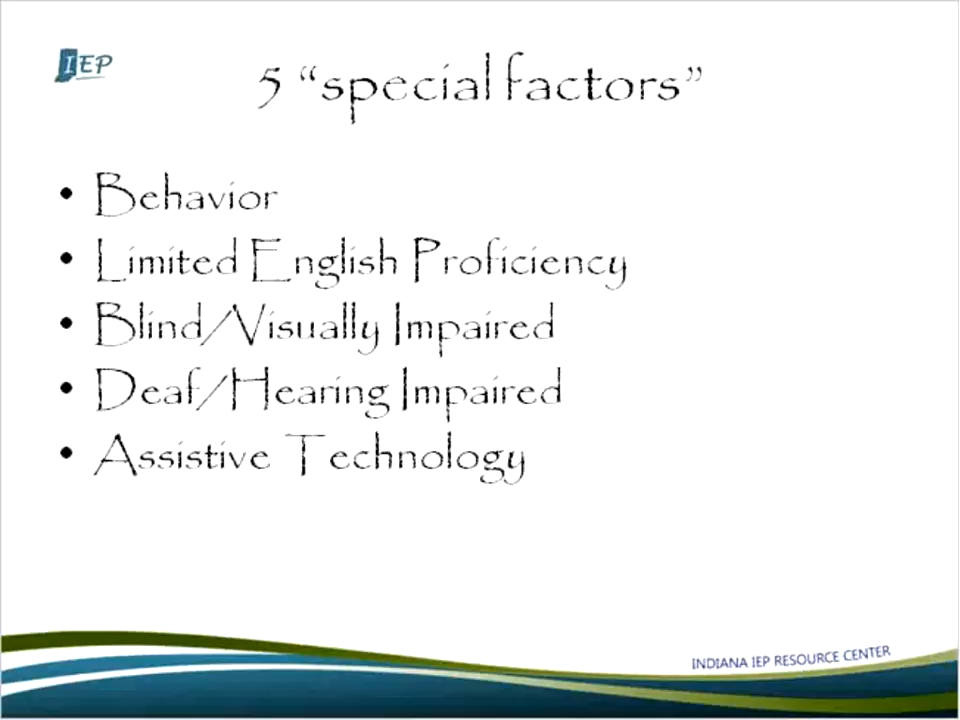 IEP
5 “special factors”
• Behavior
• Limited English Proficiency
• Blind/Visually Impaired
• Deaf/Hearing Impaired
• Assistive Technology
INDIANA IEP RESOURCE CENTER